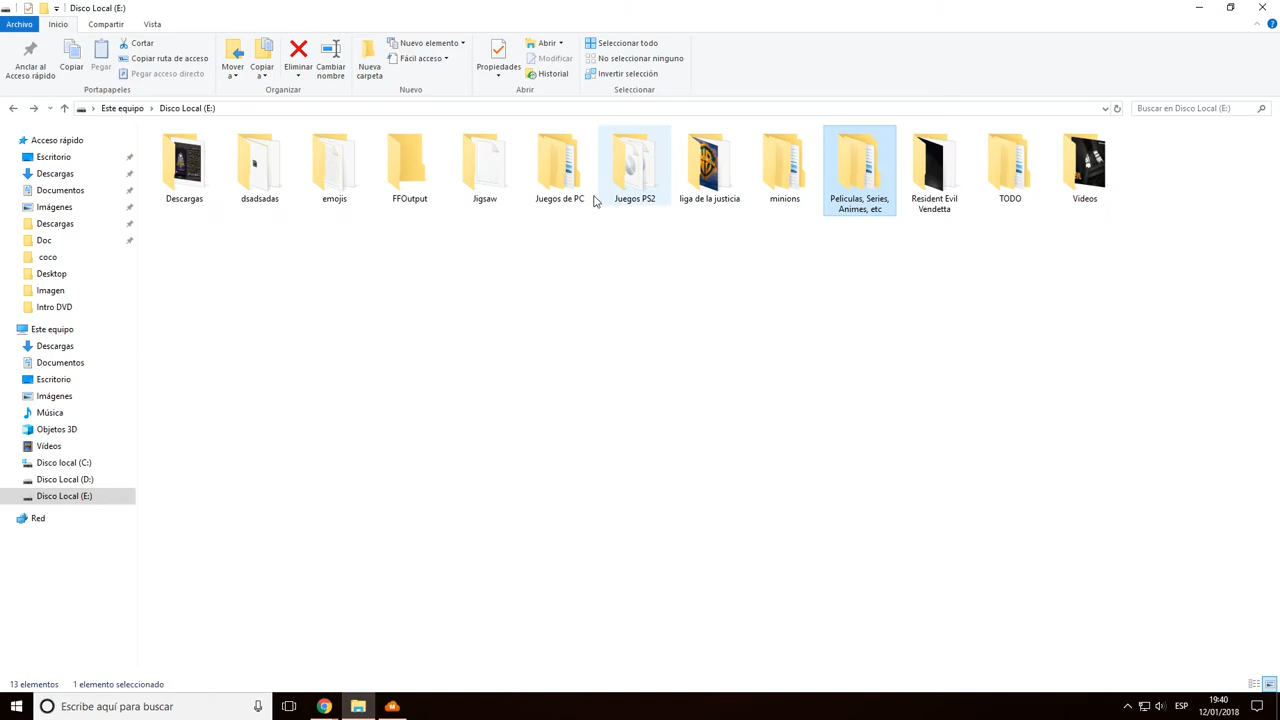 Disco Local (E:)
Archivo Inicio Compartir Vista
Anclar al Acceso rápido
Copiar
Pegar
Cortar
Copiar ruta de acceso
Pegar acceso directo
Portapapeles
Mover a
Copiar a
Eliminar
Cambiar nombre
Organizar
Nueva carpeta
Nuevo elemento
Fácil acceso
Nuevo
Propiedades
Abrir
Modificar
Historial
Abrir
Seleccionar todo
No seleccionar ninguno
Invertir selección
Seleccionar
Este equipo > Disco Local (E:)
Buscar en Disco Local (E:)
Acceso rápido
Escritorio
Descargas
Documentos
Imágenes
Descargas
Doc
coco
Desktop
Imagen
Intro DVD
Este equipo
Descargas
Documentos
Escritorio
Imágenes
Música
Objetos 3D
Vídeos
Disco local (C:)
Disco Local (D:)
Disco Local (E:)
Red
Descargas
dsadsadas
emojis
FFOutput
Jigsaw
Juegos de PC
Juegos PS2
liga de la justicia
minions
Peliculas, Series,
Animes, etc
Resident Evil
Vendetta
TODO
Videos
13 elementos 1 elemento seleccionado
Escribe aquí para buscar
ESP
19:40
12/01/2018